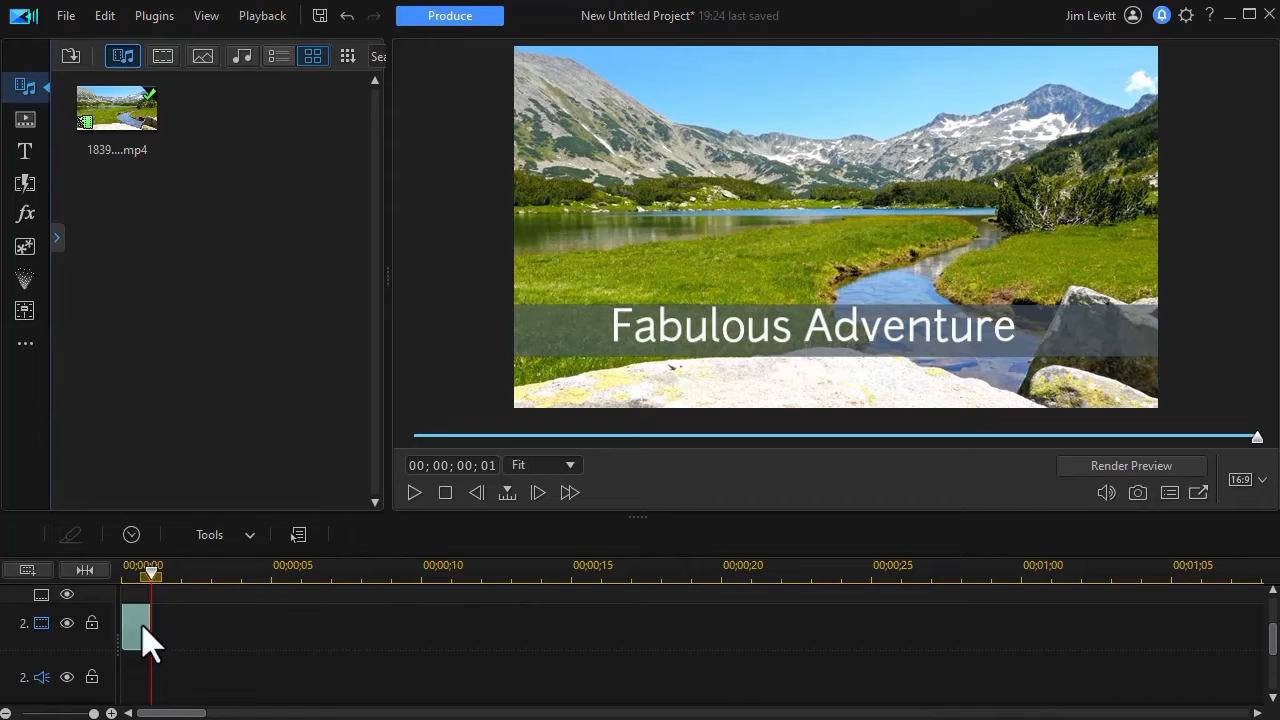 File Edit Plugins View Playback Produce New Untitled Project* 19:24 last saved Jim Levitt ?
Sea
T
fx
1839....mp4
Fabulous Adventure
00; 00; 00; 01 Fit Render Preview 16:9
Tools
00;00;00 00;00;05 00;00;10 00;00;15 00;00;20 00;00;25 00;01;00 00;01;05
2.
2.